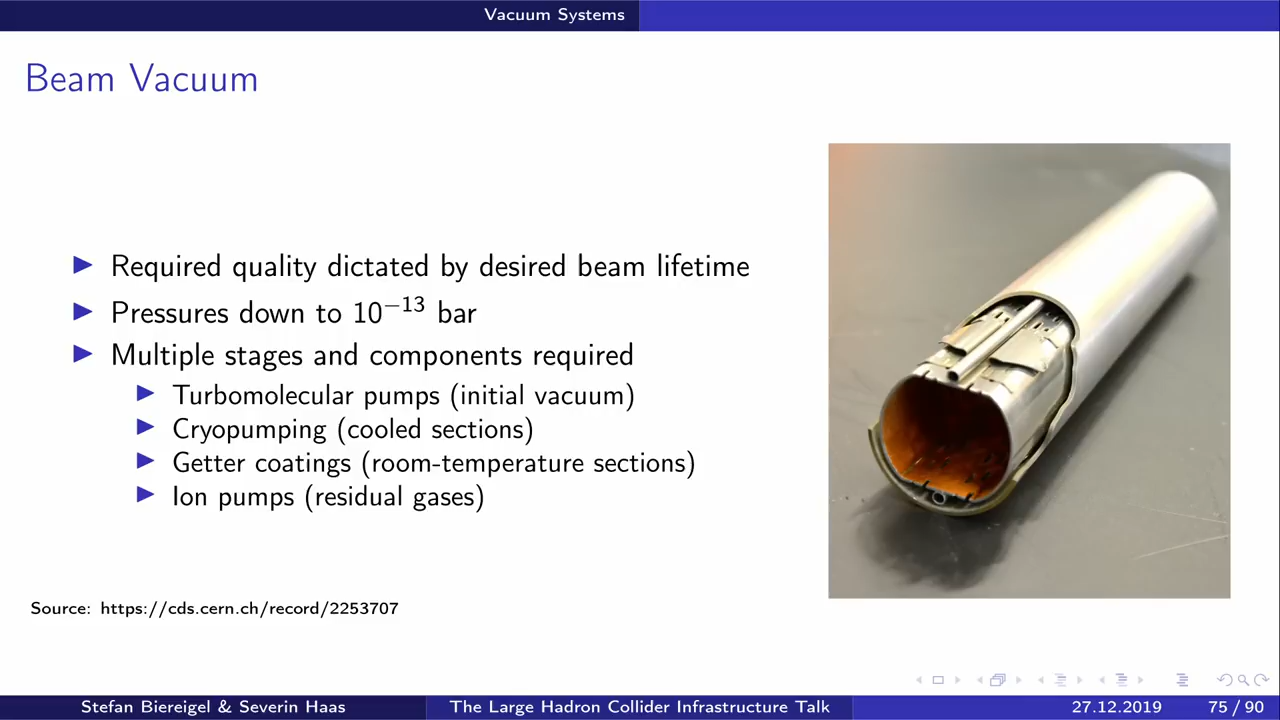 Vacuum Systems
Beam Vacuum
Required quality dictated by desired beam lifetime
Pressures down to 10⁻¹³ bar
Multiple stages and components required
Turbomolecular pumps (initial vacuum)
Cryopumping (cooled sections)
Getter coatings (room-temperature sections)
Ion pumps (residual gases)
Source: https://cds.cern.ch/record/2253707
Stefan Biereigel & Severin Haas The Large Hadron Collider Infrastructure Talk 27.12.2019 75 / 90